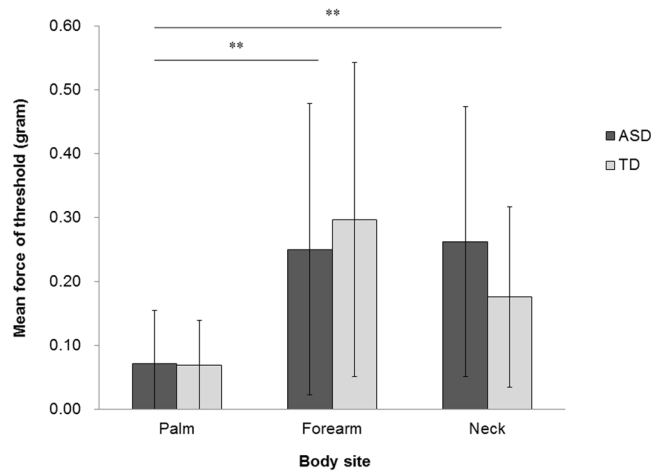 0.60
**
**
0.50
0.40
ASD
TD
0.30
0.20
0.10
0.00
Mean force of threshold (gram)
Palm Forearm Neck
Body site